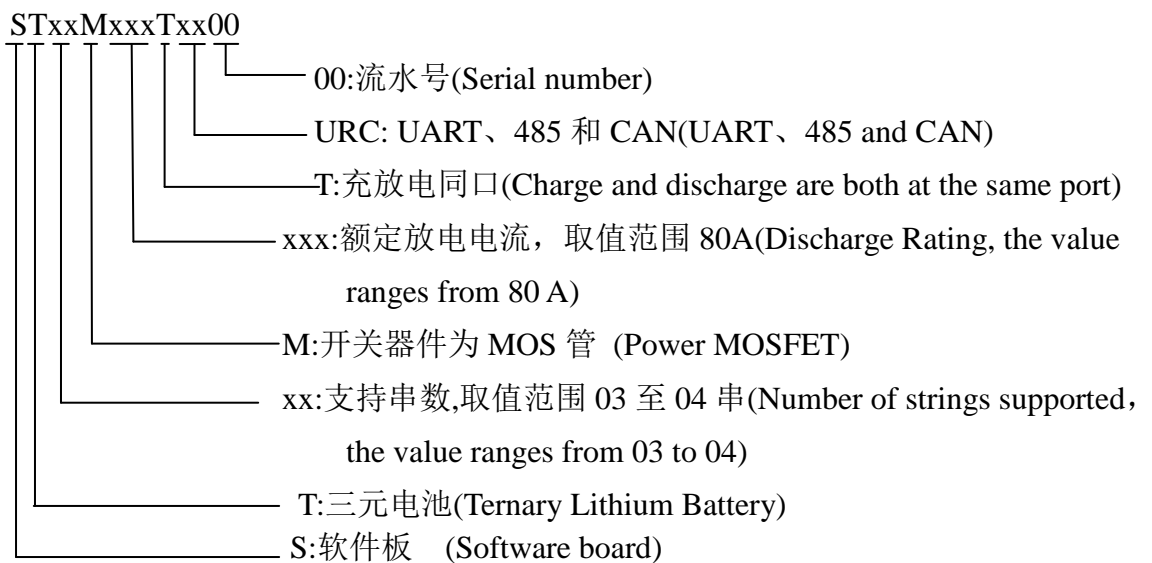 STxxMxxxTxx00
00:流水号(Serial number)
URC: UART、485 和 CAN(UART、485 and CAN)
T:充放电同口(Charge and discharge are both at the same port)
xxx:额定放电电流，取值范围 80A(Discharge Rating, the value
ranges from 80 A)
M:开关器件为 MOS 管 (Power MOSFET)
xx:支持串数,取值范围 03 至 04 串(Number of strings supported，
the value ranges from 03 to 04)
T:三元电池(Ternary Lithium Battery)
S:软件板 (Software board)